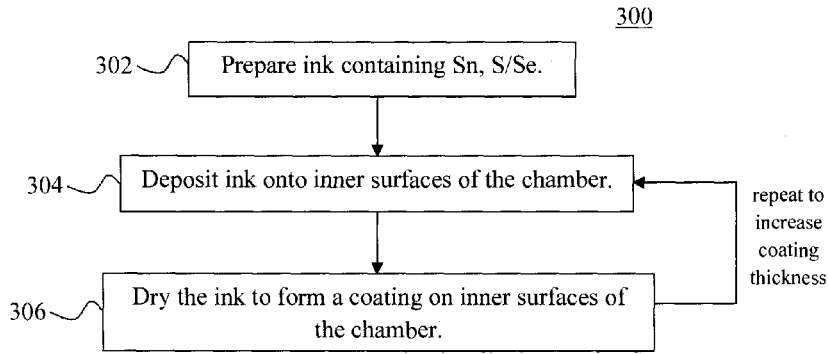 300
302
Prepare ink containing Sn, S/Se.
304
Deposit ink onto inner surfaces of the chamber.
repeat to
increase
coating
thickness
306
Dry the ink to form a coating on inner surfaces of
the chamber.